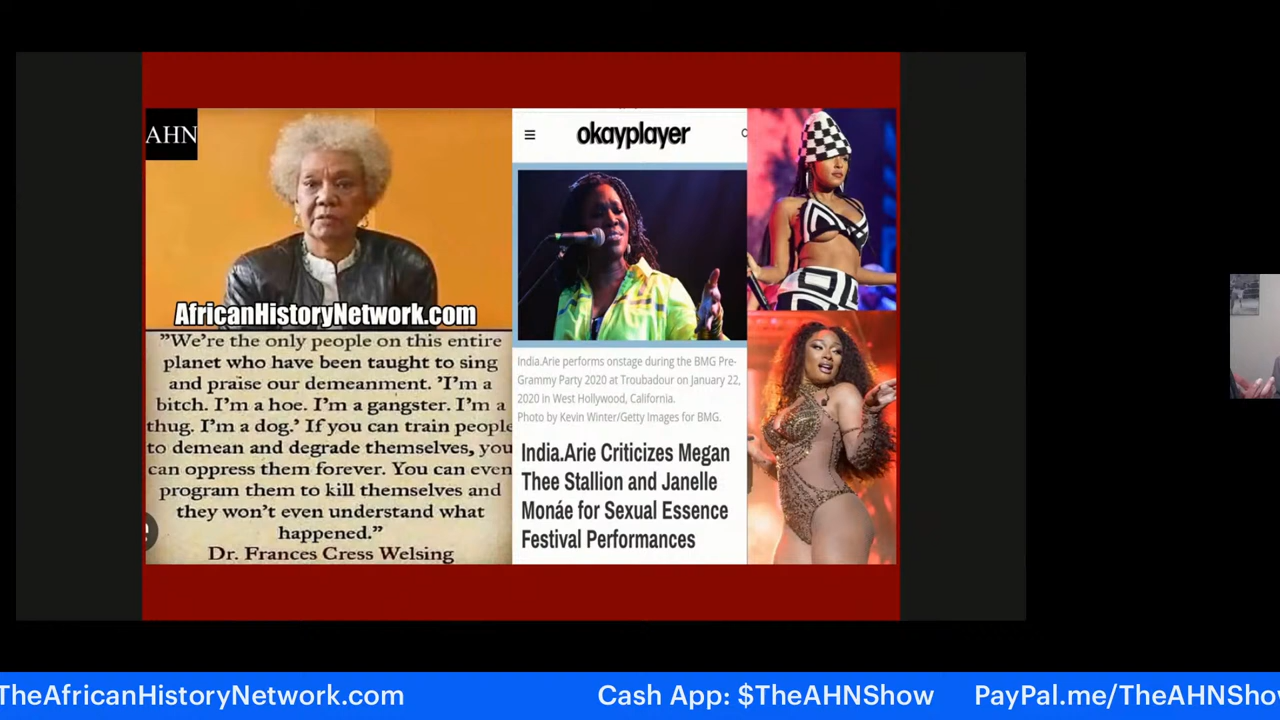 AHN
AfricanHistoryNetwork.com
"We're the only people on this entire
planet who have been taught to sing
and praise our demeanment. 'I'm a
bitch. I'm a hoe. I'm a gangster. I'm a
thug. I'm a dog.' If you can train people
to demean and degrade themselves, you
can oppress them forever. You can even
program them to kill themselves and
they won't even understand what
happened."
Dr. Frances Cress Welsing
okayplayer
India.Arie performs onstage during the BMG Pre-
Grammy Party 2020 at Troubadour on January 22,
2020 in West Hollywood, California.
Photo by Kevin Winter/Getty Images for BMG.
India.Arie Criticizes Megan
Thee Stallion and Janelle
Monáe for Sexual Essence
Festival Performances
TheAfricanHistoryNetwork.com
Cash App: $TheAHNShow
PayPal.me/TheAHNSho